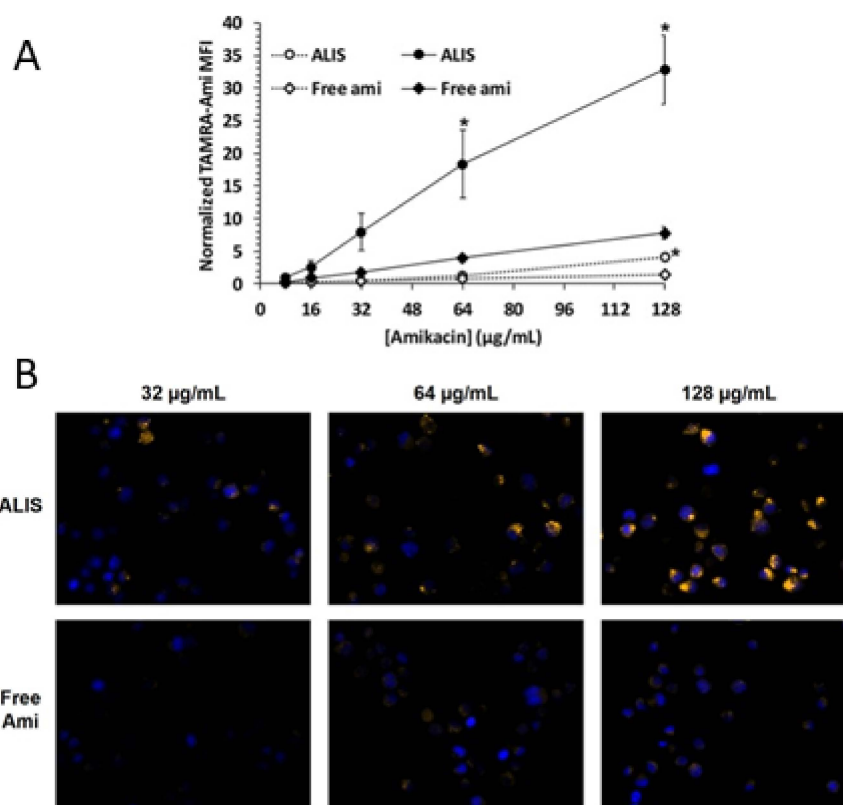 A
40
35
30
25
20
15
10
5
0
Normalized TAMRA-Ami MFI
ALIS ALIS
Free ami Free ami
*
*
*
0 16 32 48 64 80 96 112 128
[Amikacin] (µg/mL)
B
32 µg/mL 64 µg/mL 128 µg/mL
ALIS
Free
Ami